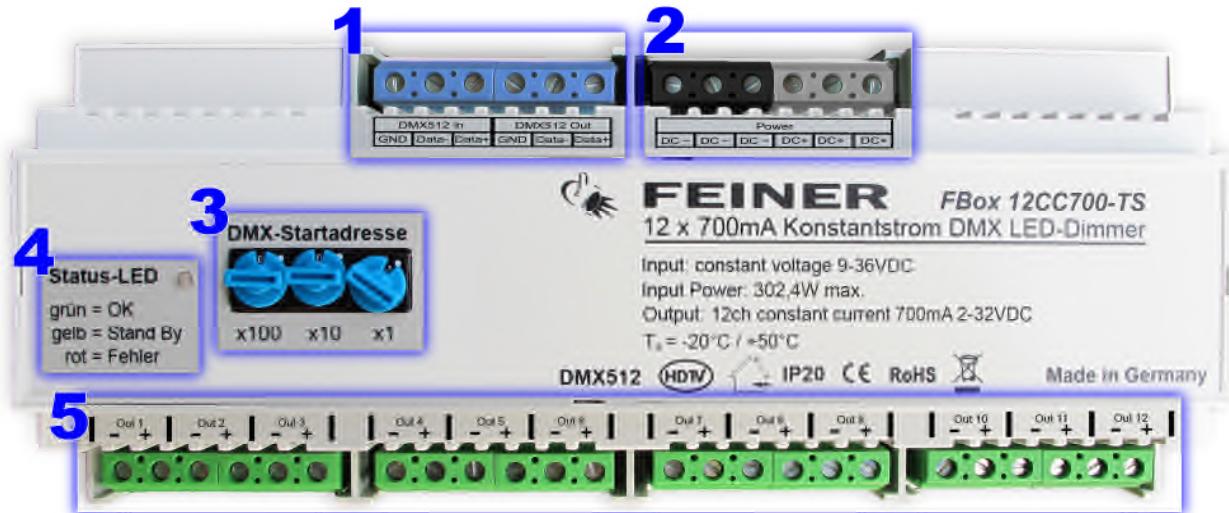 1
2
DMX512 In DMX512 Out
GND Data- Data+ GND Data- Data+
Power
DC - DC - DC - DC+ DC+ DC+
3
DMX-Startadresse
x100 x10 x1
4
Status-LED
grün = OK
gelb = Stand By
rot = Fehler
FEINER FBox 12CC700-TS
12 x 700mA Konstantstrom DMX LED-Dimmer
Input: constant voltage 9-36VDC
Input Power: 302,4W max.
Output: 12ch constant current 700mA 2-32VDC
Tₐ = -20°C / +50°C
DMX512 HDTV IP20 CE RoHS Made in Germany
5
Out 1 Out 2 Out 3 Out 4 Out 5 Out 6 Out 7 Out 8 Out 9 Out 10 Out 11 Out 12
- + - + - + - + - + - + - + - + - + - + - + - +